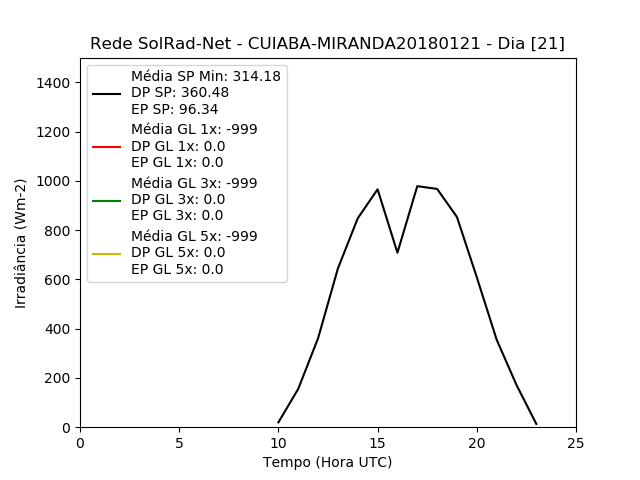 Rede SolRad-Net - CUIABA-MIRANDA20180121 - Dia [21]
Média SP Min: 314.18
DP SP: 360.48
EP SP: 96.34
Média GL 1x: -999
DP GL 1x: 0.0
EP GL 1x: 0.0
Média GL 3x: -999
DP GL 3x: 0.0
EP GL 3x: 0.0
Média GL 5x: -999
DP GL 5x: 0.0
EP GL 5x: 0.0
Irradiância (Wm-2)
1400
1200
1000
800
600
400
200
0
0 5 10 15 20 25
Tempo (Hora UTC)